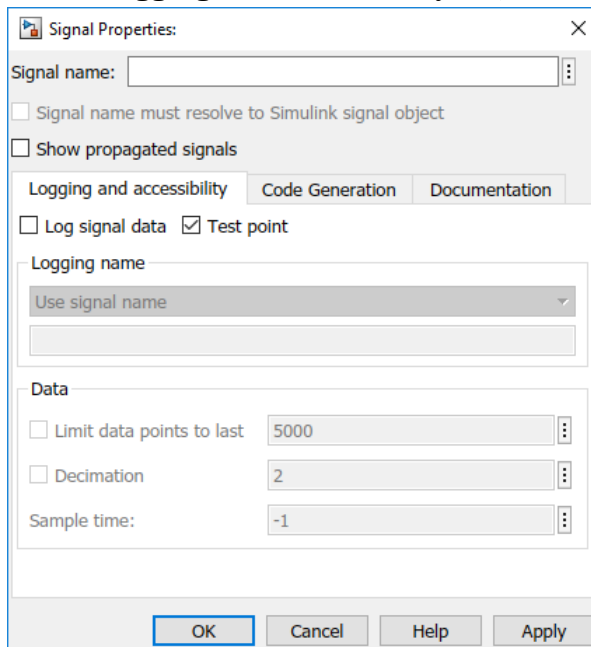 Signal Properties:
Signal name:
Signal name must resolve to Simulink signal object
Show propagated signals
Logging and accessibility Code Generation Documentation
Log signal data Test point
Logging name
Use signal name
Data
Limit data points to last 5000
Decimation 2
Sample time: -1
OK Cancel Help Apply